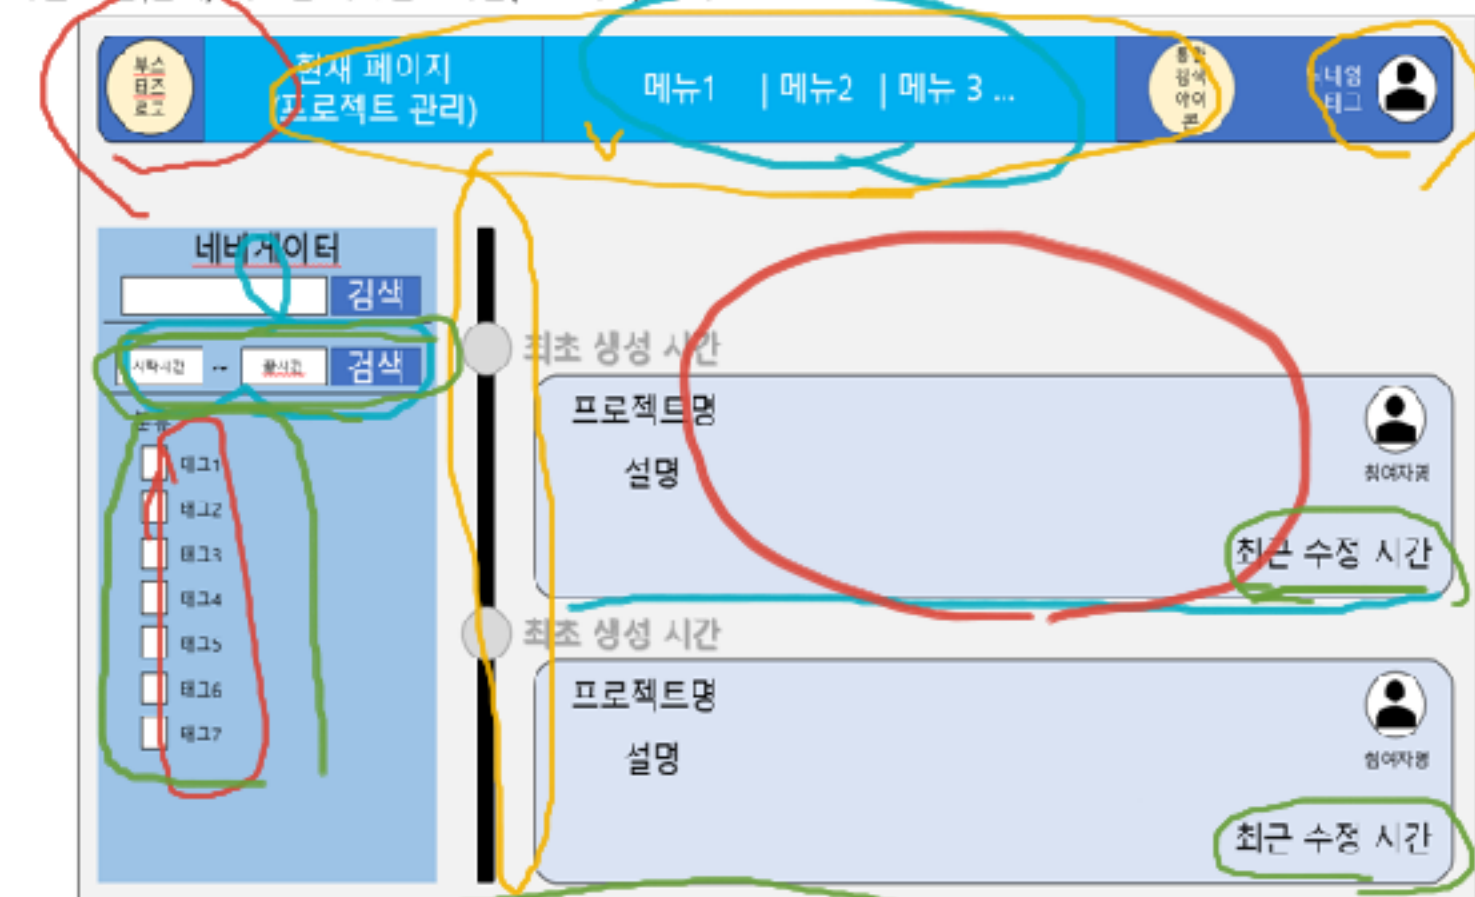 부스
터즈
로고
현재 페이지
(프로젝트 관리)
메뉴1 | 메뉴2 | 메뉴 3 ...
통합
검색
아이
콘
닉네임
태그
네비게이터
검색
시작시간 ~ 끝시간 검색
분류
태그1
태그2
태그3
태그4
태그5
태그6
태그7
최초 생성 시간
프로젝트명
설명
참여자명
최근 수정 시간
최초 생성 시간
프로젝트명
설명
참여자명
최근 수정 시간